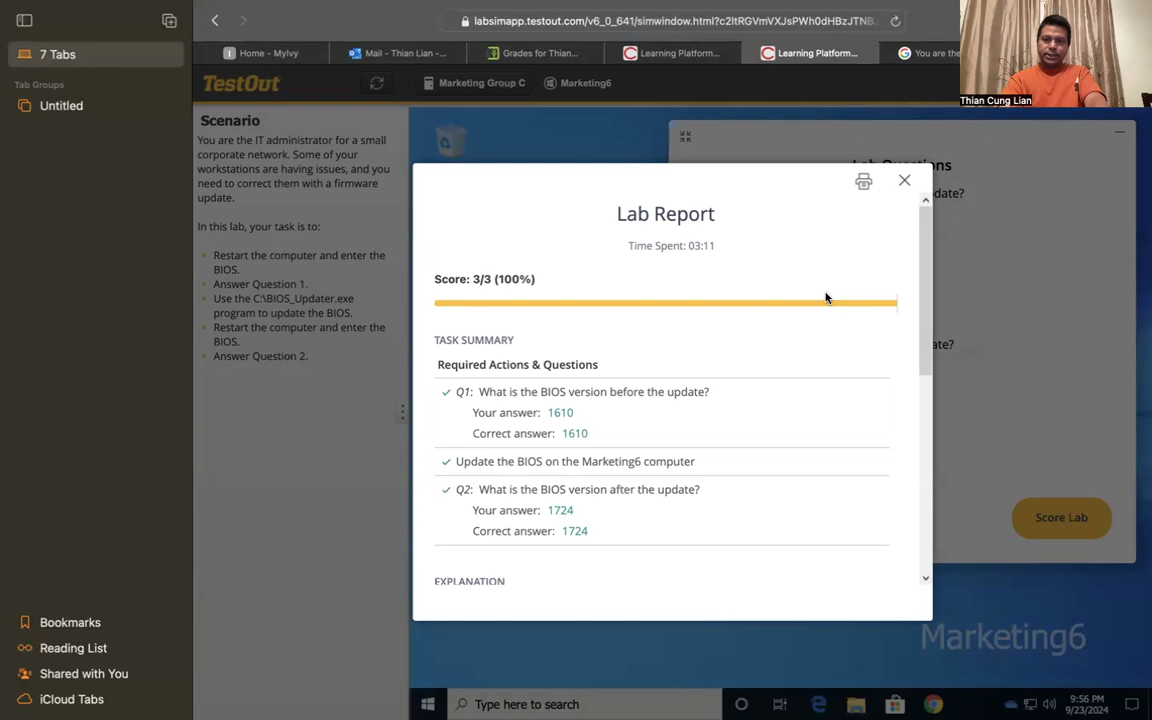 7 Tabs
Tab Groups
Untitled
Bookmarks
Reading List
Shared with You
iCloud Tabs
labsimapp.testout.com/v6_0_641/simwindow.html?c2ltRGVmVXJsPWh0dHBzJTNB...
Home - MyIvy
Mail - Thian Lian -...
Grades for Thian...
Learning Platform...
Learning Platform...
You are the
TestOut
Marketing Group C
Marketing6
Thian Cung Lian
Scenario
You are the IT administrator for a small
corporate network. Some of your
workstations are having issues, and you
need to correct them with a firmware
update.
In this lab, your task is to:
Restart the computer and enter the
BIOS.
Answer Question 1.
Use the C:\BIOS_Updater.exe
program to update the BIOS.
Restart the computer and enter the
BIOS.
Answer Question 2.
Lab Report
Time Spent: 03:11
Score: 3/3 (100%)
TASK SUMMARY
Required Actions & Questions
Q1: What is the BIOS version before the update?
Your answer: 1610
Correct answer: 1610
Update the BIOS on the Marketing6 computer
Q2: What is the BIOS version after the update?
Your answer: 1724
Correct answer: 1724
EXPLANATION
Score Lab
Marketing6
Type here to search
9:56 PM
9/23/2024